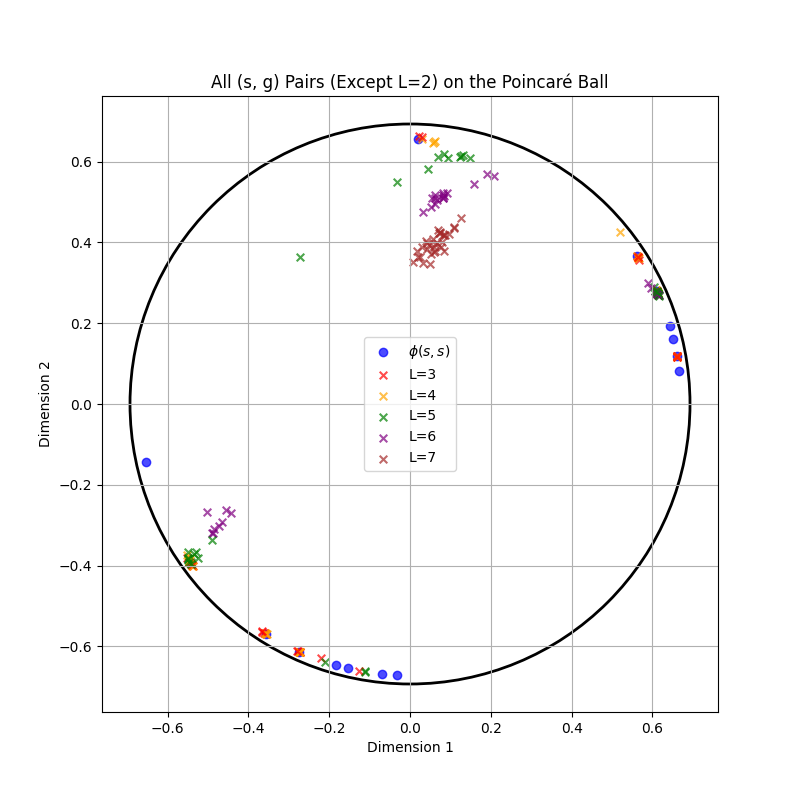 All (s, g) Pairs (Except L=2) on the Poincaré Ball
0.6
0.4
0.2
0.0
−0.2
−0.4
−0.6
Dimension 2
ϕ(s, s)
L=3
L=4
L=5
L=6
L=7
−0.6 −0.4 −0.2 0.0 0.2 0.4 0.6
Dimension 1